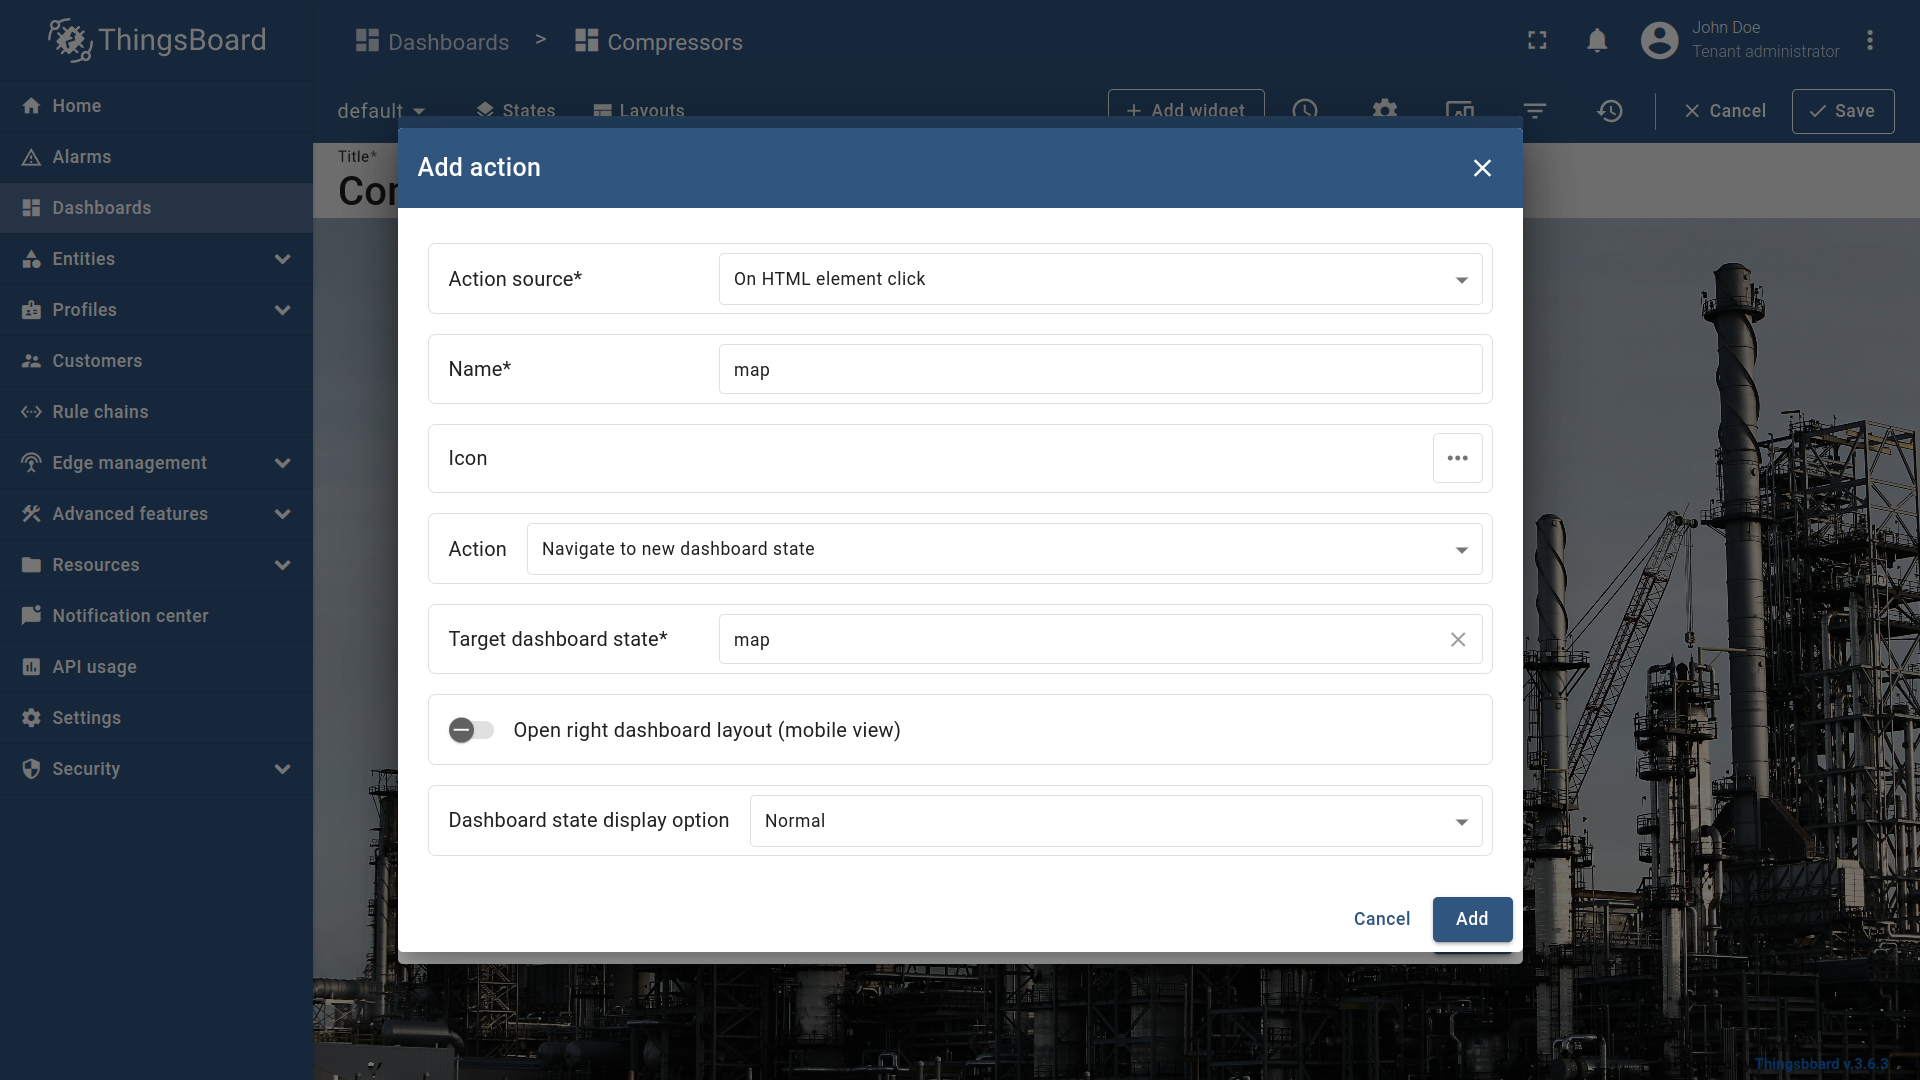 ThingsBoard
Dashboards > Compressors
John Doe
Tenant administrator
Home
Alarms
Dashboards
Entities
Profiles
Customers
Rule chains
Edge management
Advanced features
Resources
Notification center
API usage
Settings
Security
default States Layouts + Add widget Cancel Save
Title*
Add action
Action source* On HTML element click
Name* map
Icon
Action Navigate to new dashboard state
Target dashboard state* map
Open right dashboard layout (mobile view)
Dashboard state display option Normal
Cancel Add
Thingsboard v.3.6.3